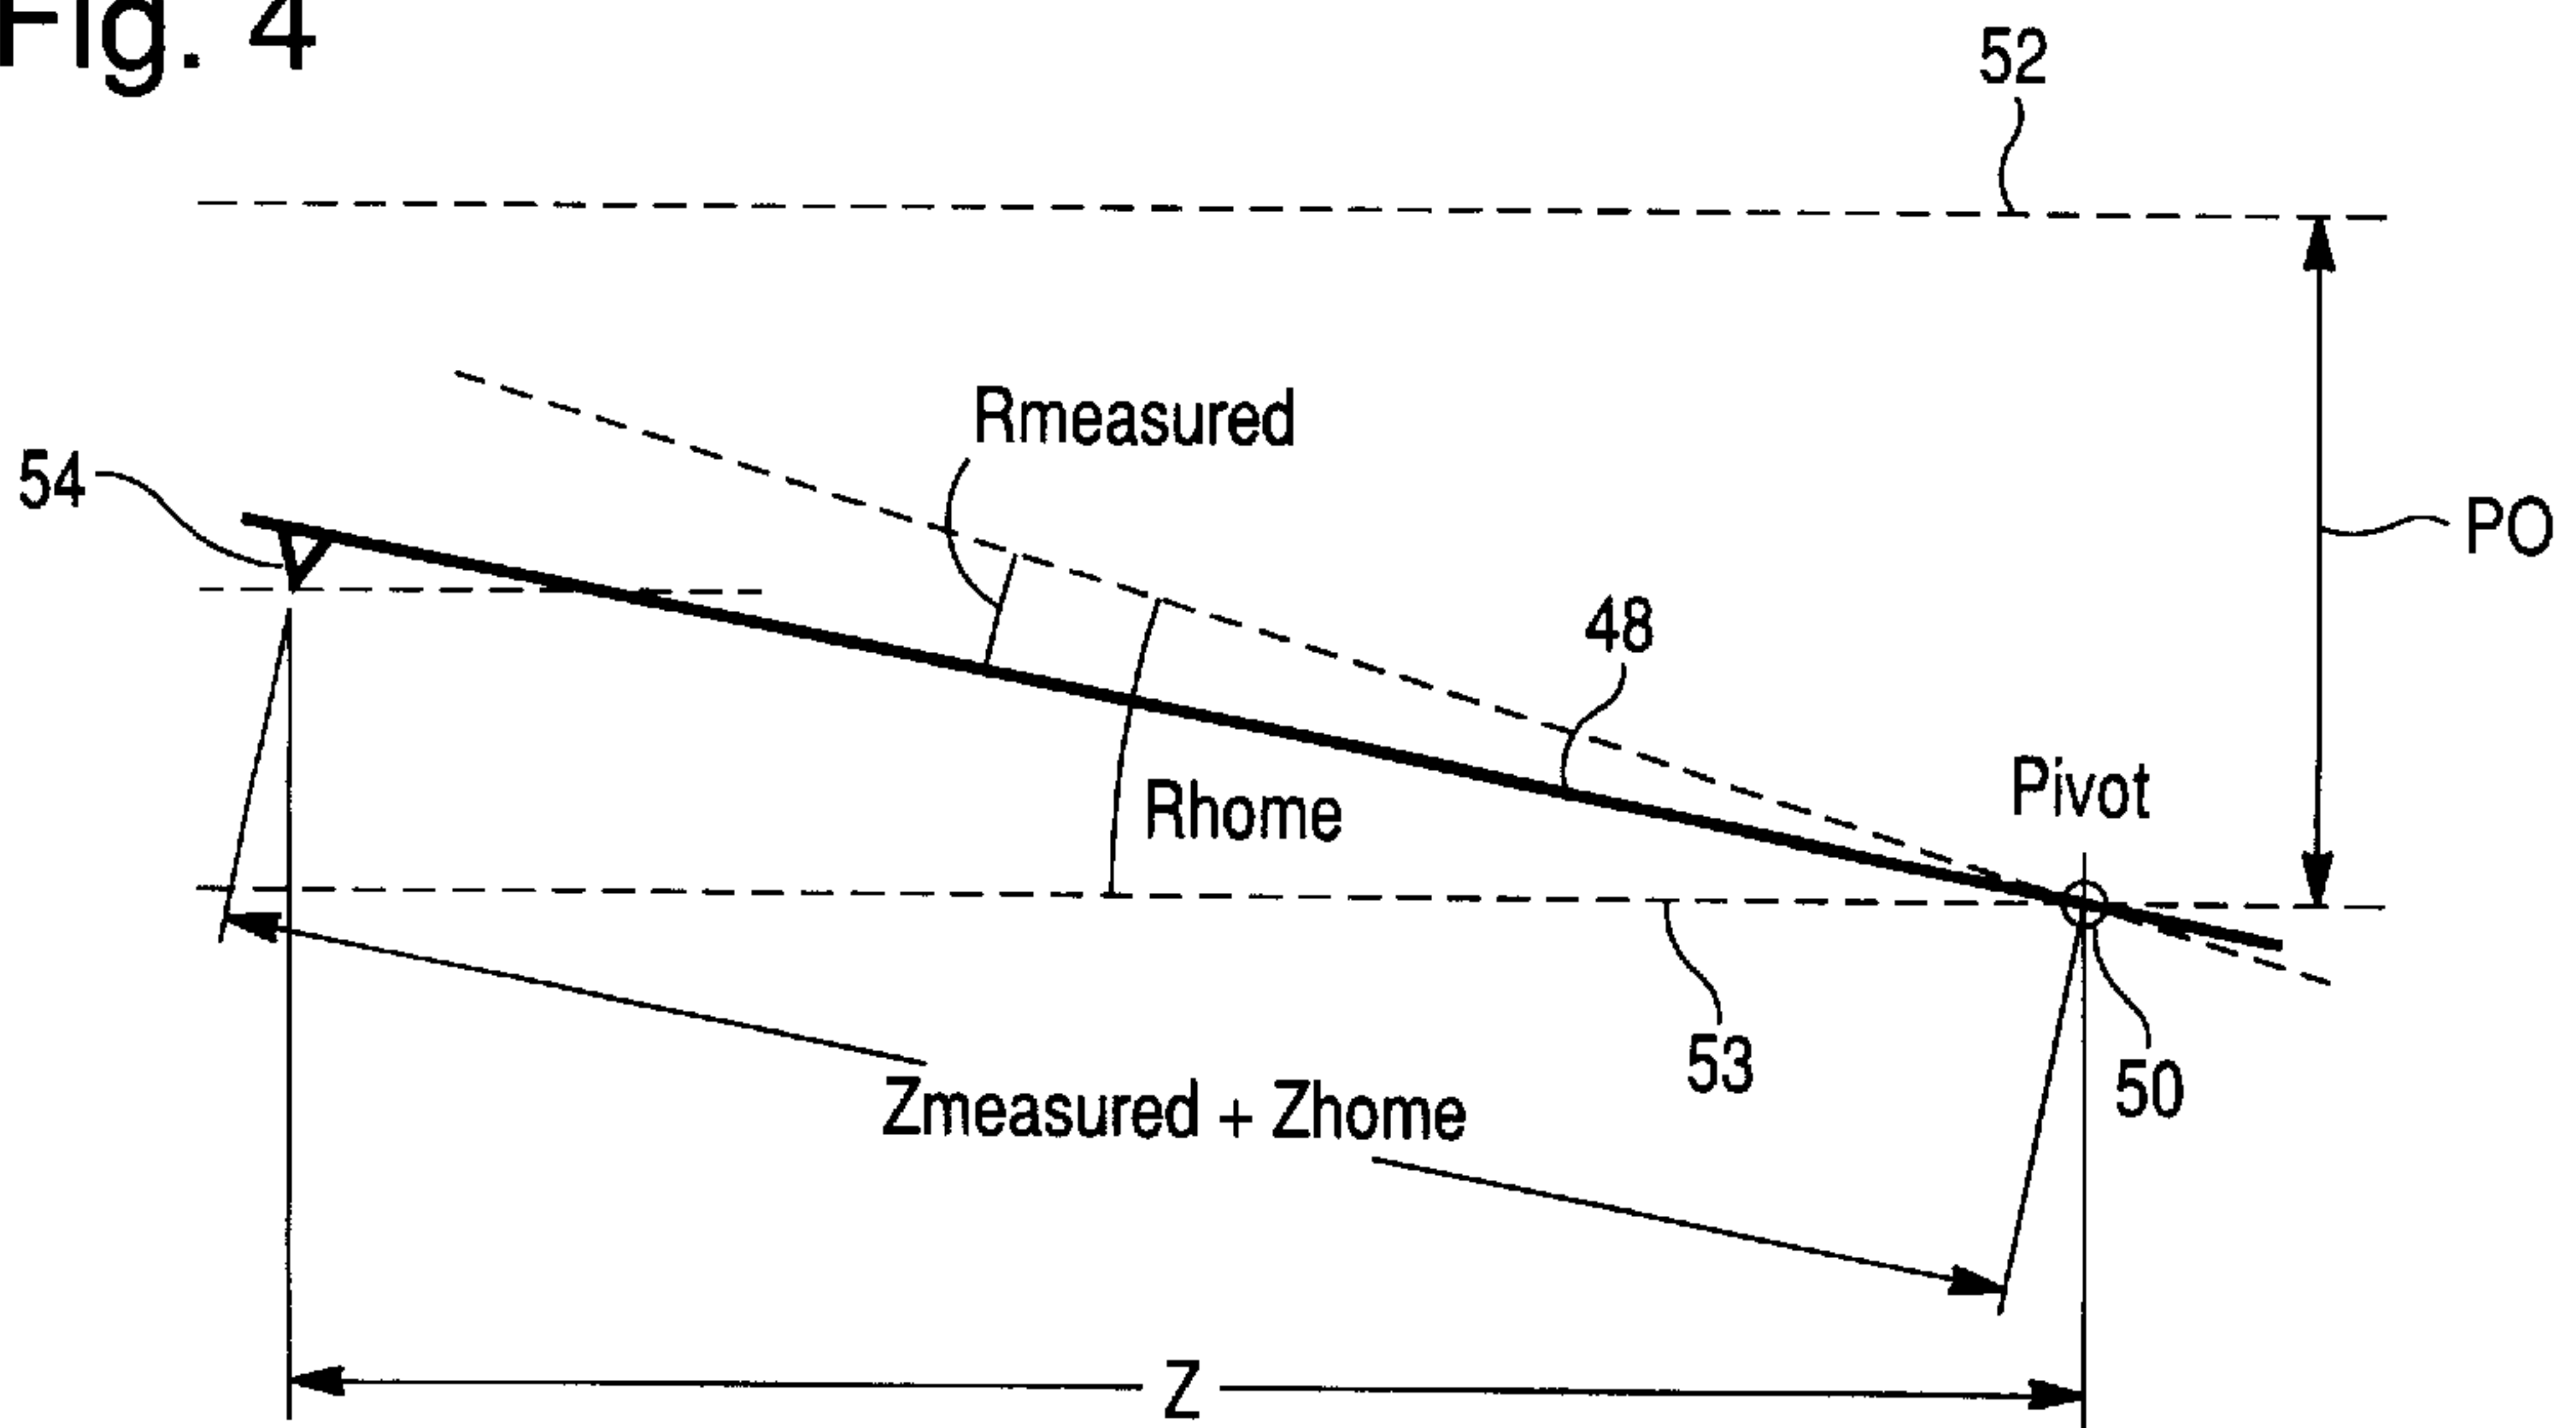 Fig. 4
52
Rmeasured
54
PO
48
Pivot
Rhome
53
50
Zmeasured + Zhome
Z